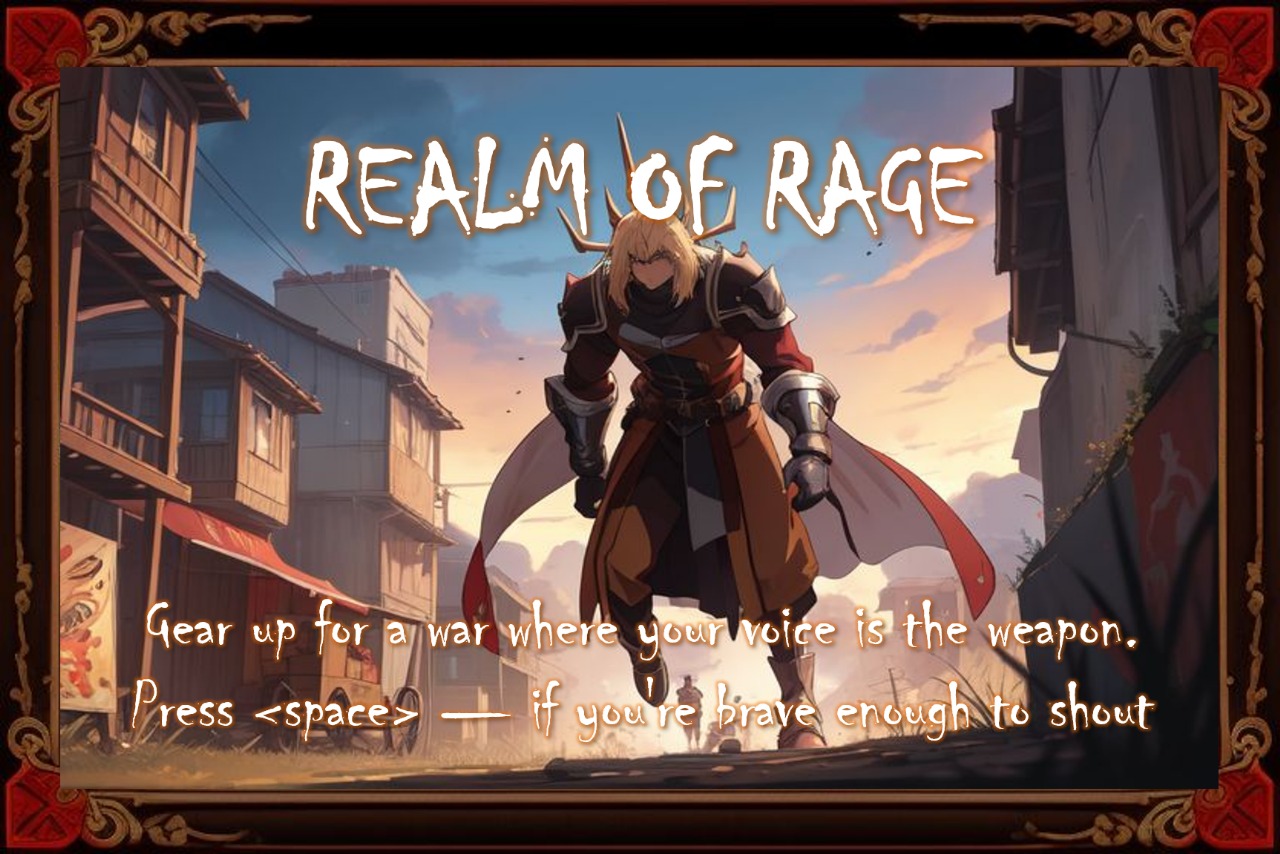 REALM OF RAGE
Gear up for a war where your voice is the weapon.
Press <space> — if you're brave enough to shout